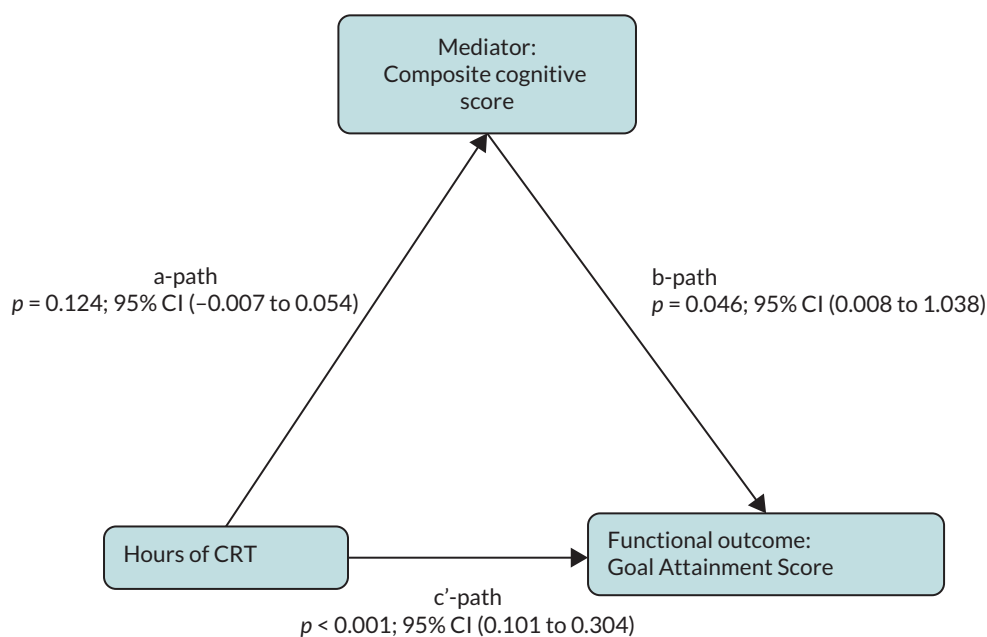 Mediator:
Composite cognitive
score
a-path
p = 0.124; 95% CI (–0.007 to 0.054)
b-path
p = 0.046; 95% CI (0.008 to 1.038)
Hours of CRT
Functional outcome:
Goal Attainment Score
c’-path
p < 0.001; 95% CI (0.101 to 0.304)